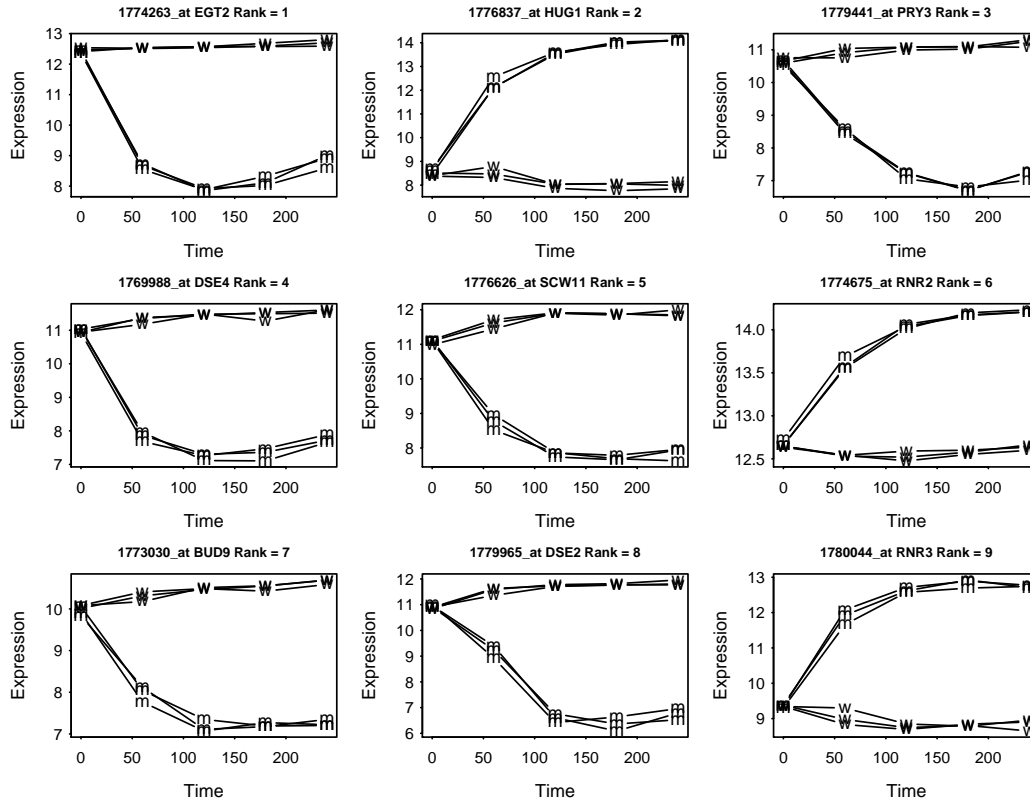 1774263_at EGT2 Rank = 1
1776837_at HUG1 Rank = 2
1779441_at PRY3 Rank = 3
Expression
13
12
11
10
9
8
Expression
14
13
12
11
10
9
8
Expression
11
10
9
8
7
0 50 100 150 200
0 50 100 150 200
0 50 100 150 200
Time
Time
Time
1769988_at DSE4 Rank = 4
1776626_at SCW11 Rank = 5
1774675_at RNR2 Rank = 6
Expression
11
10
9
8
7
Expression
12
11
10
9
8
Expression
14.0
13.5
13.0
12.5
0 50 100 150 200
0 50 100 150 200
0 50 100 150 200
Time
Time
Time
1773030_at BUD9 Rank = 7
1779965_at DSE2 Rank = 8
1780044_at RNR3 Rank = 9
Expression
10
9
8
7
Expression
12
11
10
9
8
7
6
Expression
13
12
11
10
9
0 50 100 150 200
0 50 100 150 200
0 50 100 150 200
Time
Time
Time